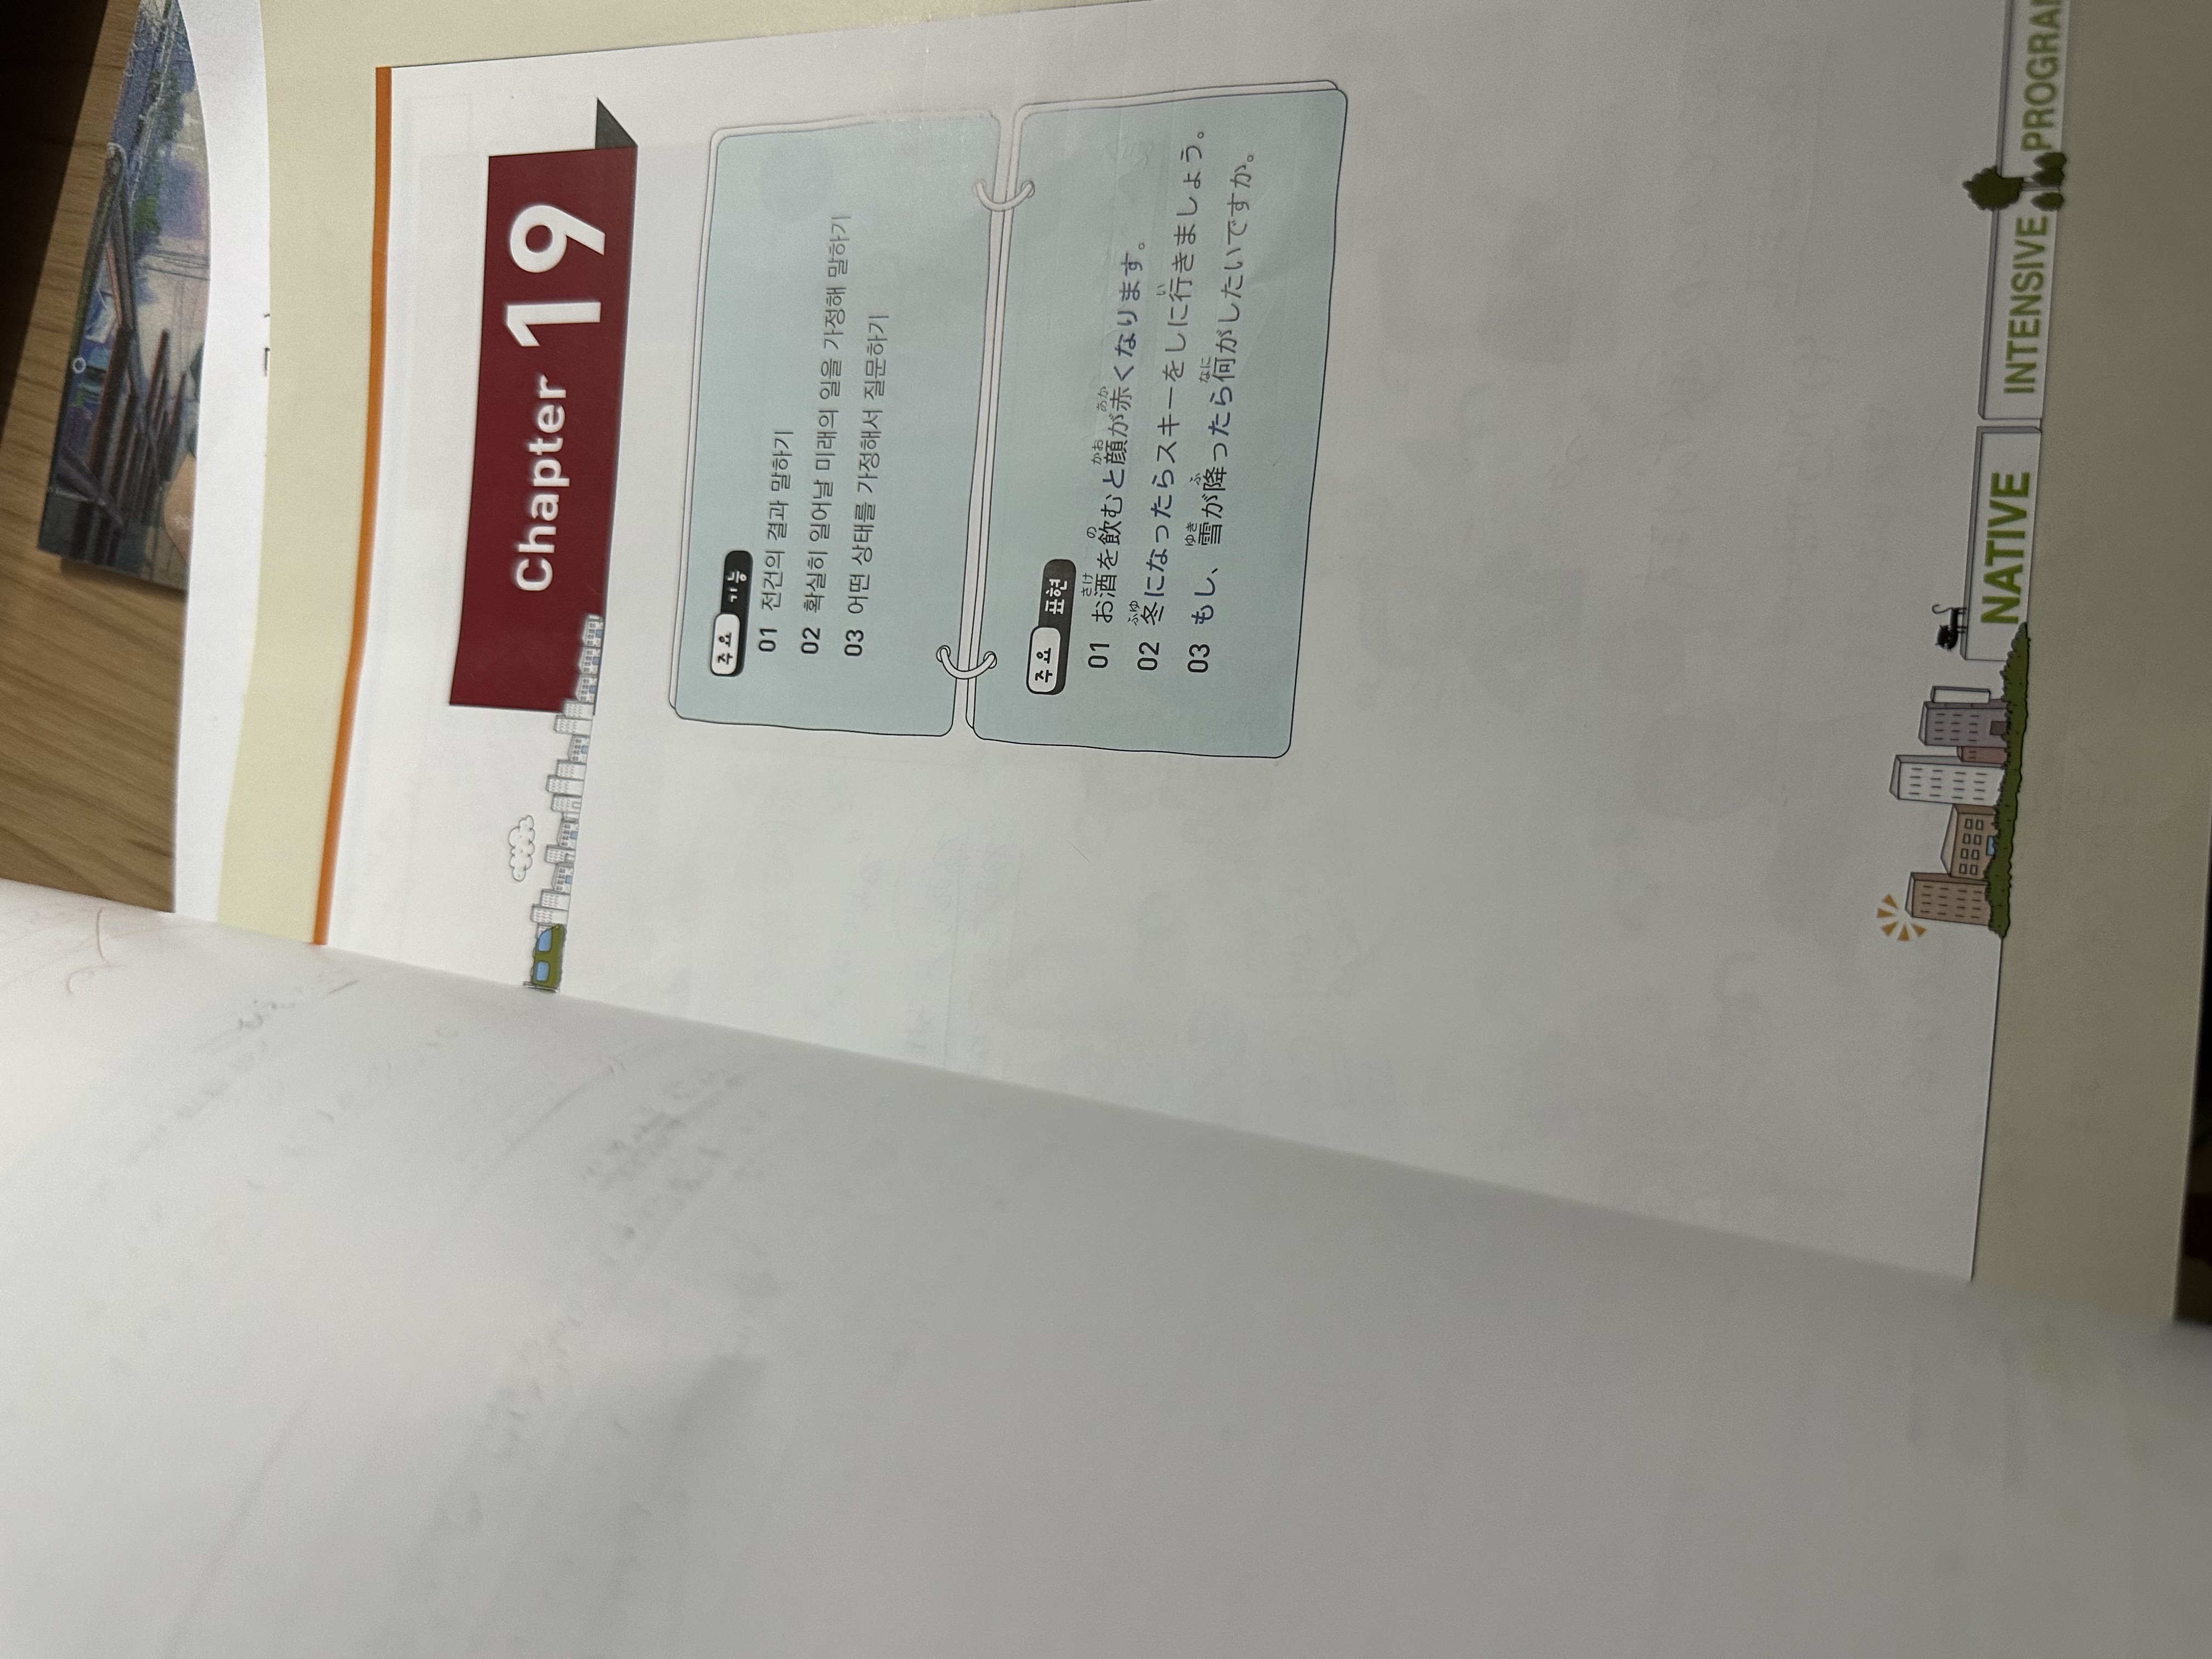 Chapter 19
주요 기능
01 전건의 결과 말하기
02 확실히 일어날 미래의 일을 가정해 말하기
03 어떤 상태를 가정해서 질문하기
주요 표현
01 お酒を飲むと顔が赤くなります。
02 冬になったらスキーをしに行きましょう。
03 もし、雪が降ったら何がしたいですか。
NATIVE INTENSIVE PROGRAM